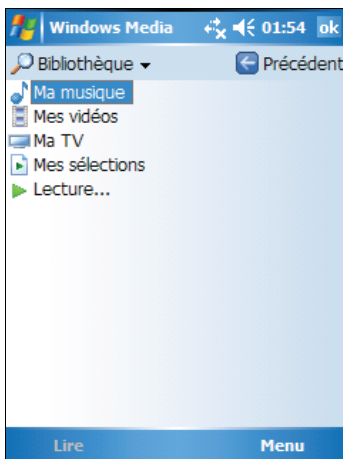 Windows Media 01:54 ok
Bibliothèque Précédent
Ma musique
Mes vidéos
Ma TV
Mes sélections
Lecture...
Lire Menu